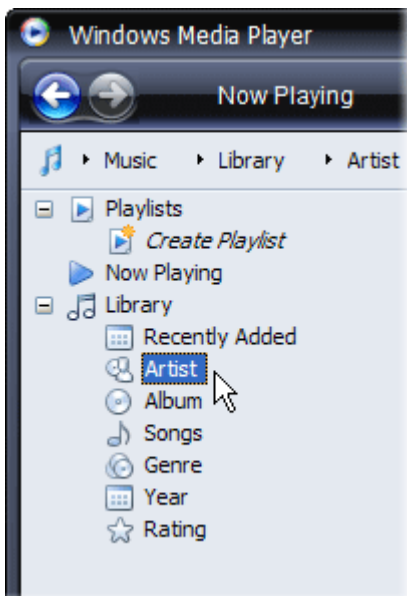 Windows Media Player
Now Playing
Music Library Artist
Playlists
Create Playlist
Now Playing
Library
Recently Added
Artist
Album
Songs
Genre
Year
Rating